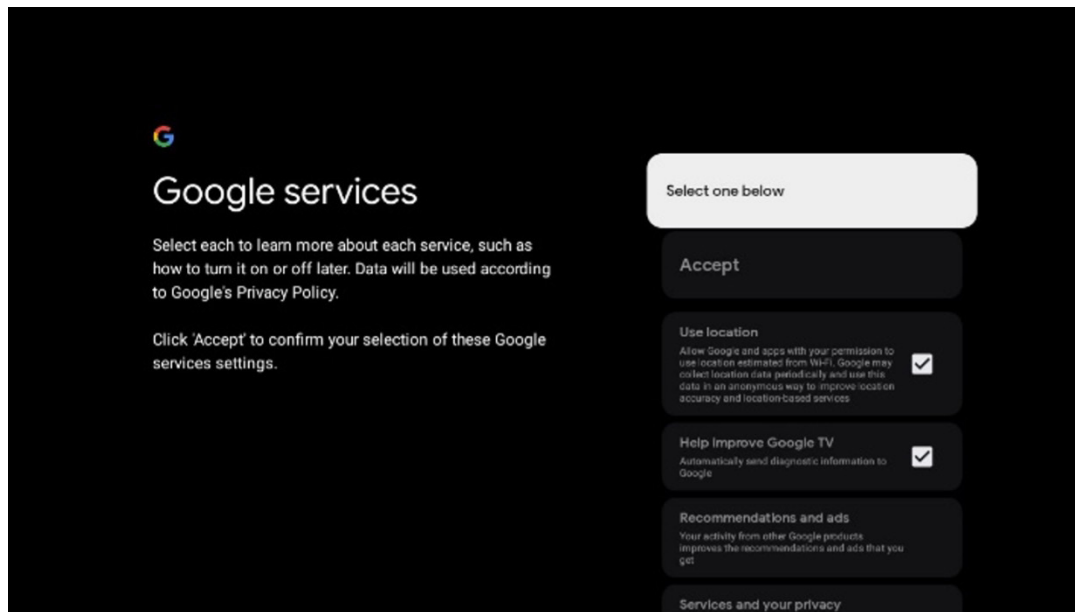 Google services
Select each to learn more about each service, such as
how to turn it on or off later. Data will be used according
to Google's Privacy Policy.
Click 'Accept' to confirm your selection of these Google
services settings.
Select one below
Accept
Use location
Allow Google and apps with your permission to
use location estimated from Wi-Fi. Google may
collect location data periodically and use this
data in an anonymous way to improve location
accuracy and location-based services
Help Improve Google TV
Automatically send diagnostic information to
Google
Recommendations and ads
Your activity from other Google products
improves the recommendations and ads that you
get
Services and your privacy